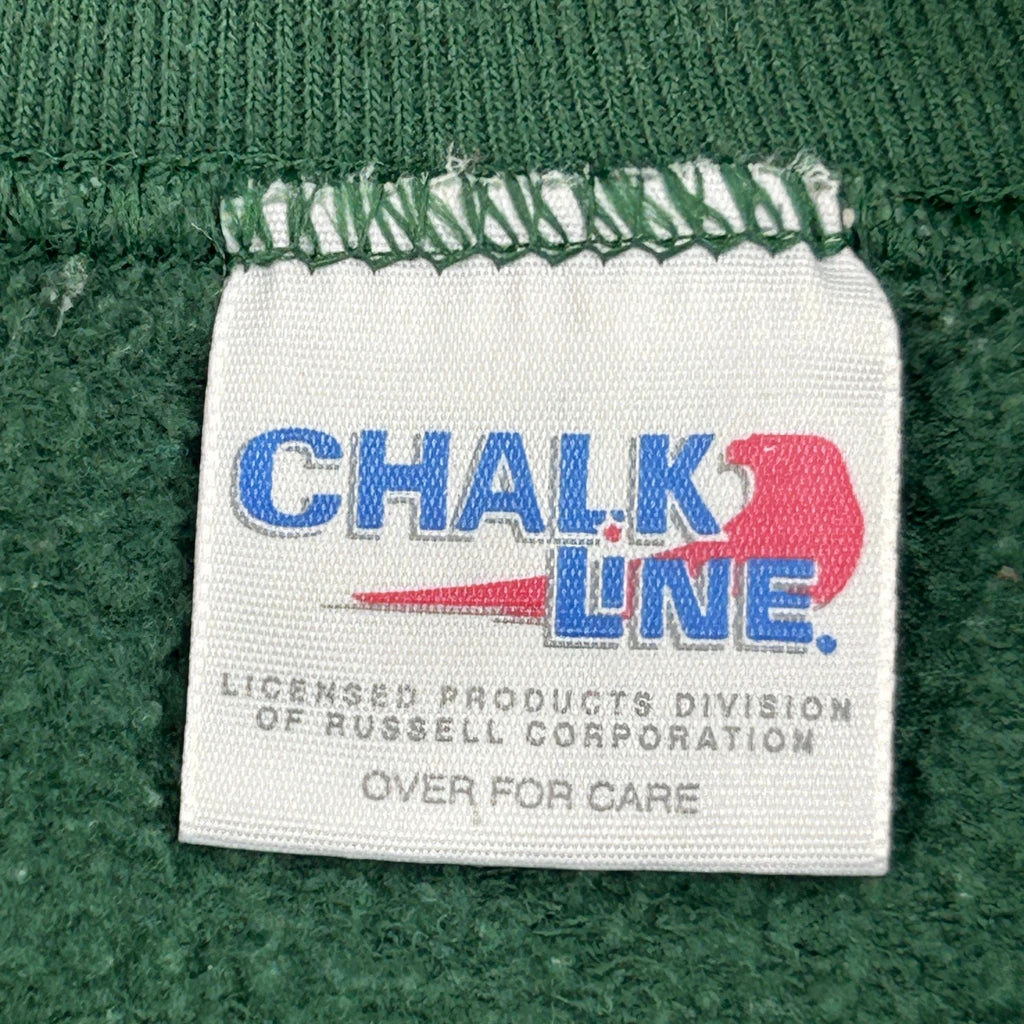 CHALK
LiNE.
LICENSED PRODUCTS DIVISION
OF RUSSELL CORPORATION
OVER FOR CARE